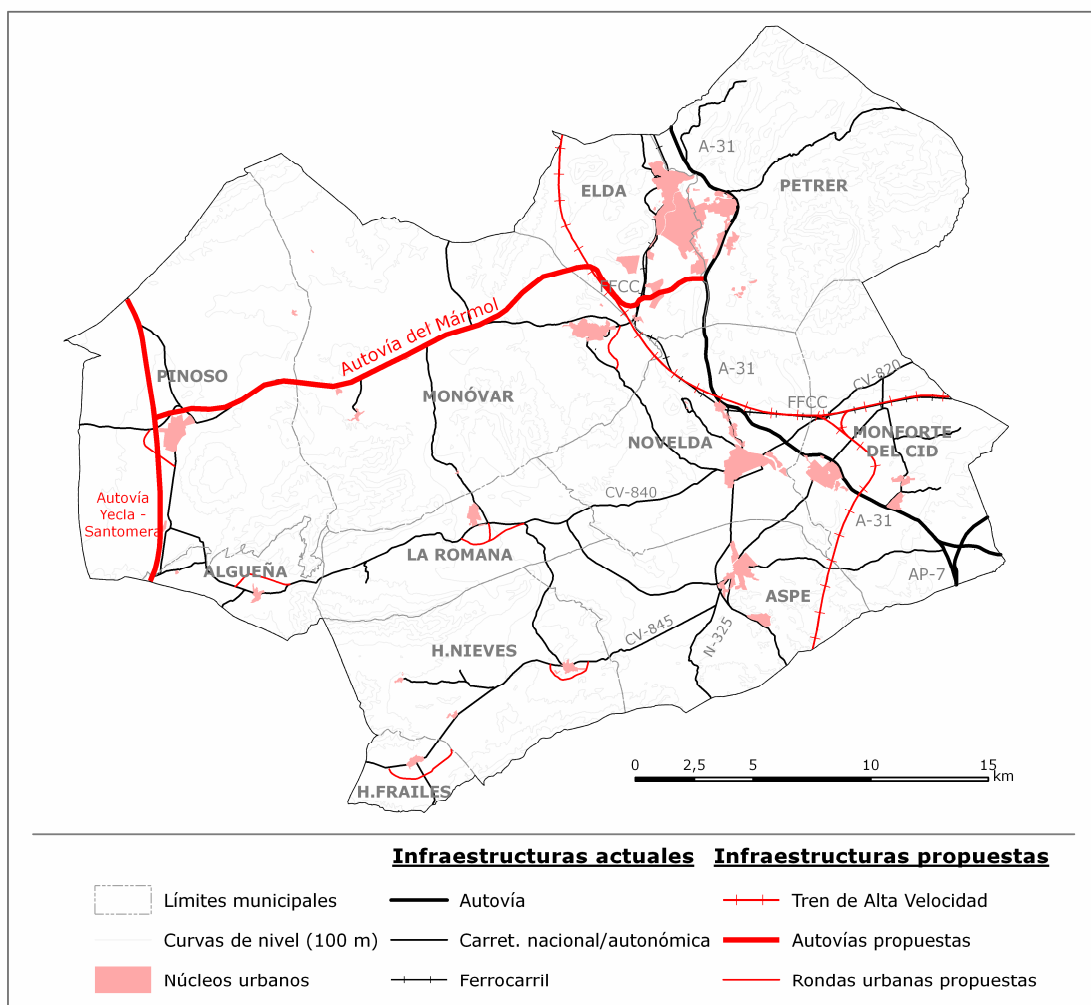 A-31
PETRER
ELDA
FFCC
Autovía del Mármol
A-31
CV-820
PINOSO
MONÓVAR
FFCC
NOVELDA
MONFORTE
DEL CID
Autovía
Yecla -
Santomera
CV-840
A-31
LA ROMANA
ALGUEÑA
AP-7
ASPE
CV-845
N-325
H.NIEVES
H.FRAILES
0 2,5 5 10 15
km
Infraestructuras actuales
Infraestructuras propuestas
Límites municipales
Autovía
Tren de Alta Velocidad
Curvas de nivel (100 m)
Carret. nacional/autonómica
Autovías propuestas
Núcleos urbanos
Ferrocarril
Rondas urbanas propuestas